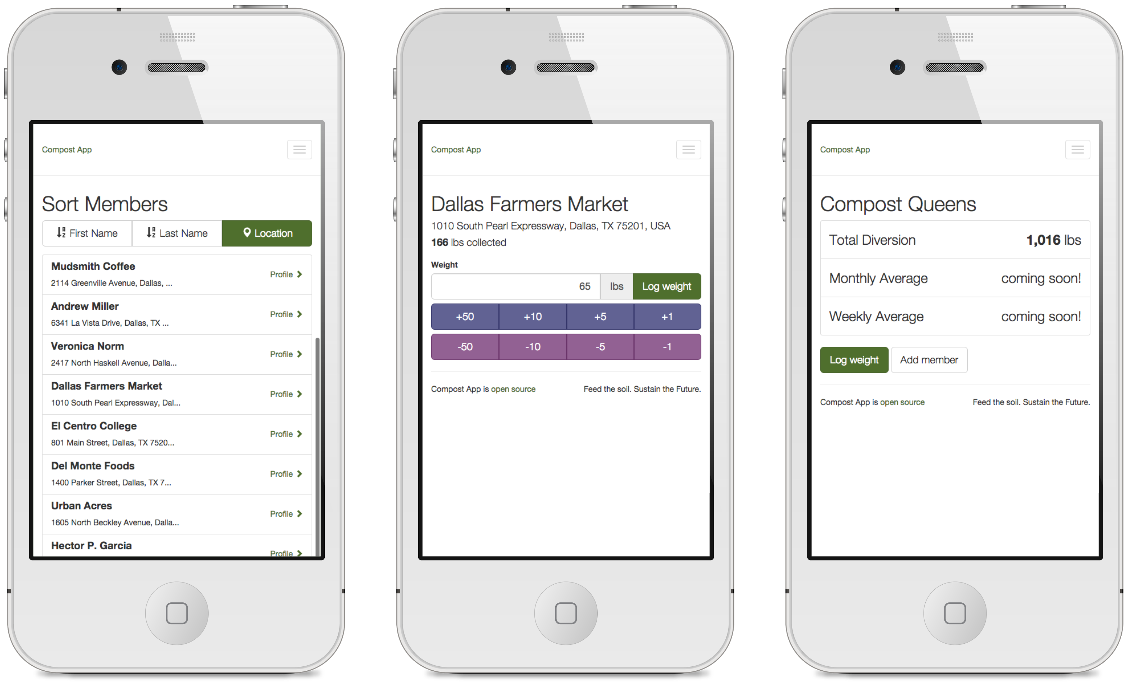 Compost App
Sort Members
First Name
Last Name
Location
Mudsmith Coffee
2114 Greenville Avenue, Dallas, ...
Profile
Andrew Miller
6341 La Vista Drive, Dallas, TX ...
Profile
Veronica Norm
2417 North Haskell Avenue, Dalla...
Profile
Dallas Farmers Market
1010 South Pearl Expressway, Dal...
Profile
El Centro College
801 Main Street, Dallas, TX 7520...
Profile
Del Monte Foods
1400 Parker Street, Dallas, TX 7...
Profile
Urban Acres
1605 North Beckley Avenue, Dalla...
Profile
Hector P. Garcia
Profile
Compost App
Dallas Farmers Market
1010 South Pearl Expressway, Dallas, TX 75201, USA
166 lbs collected
Weight
65 lbs Log weight
+50 +10 +5 +1
-50 -10 -5 -1
Compost App is open source Feed the soil. Sustain the Future.
Compost App
Compost Queens
Total Diversion 1,016 lbs
Monthly Average coming soon!
Weekly Average coming soon!
Log weight Add member
Compost App is open source Feed the soil. Sustain the Future.